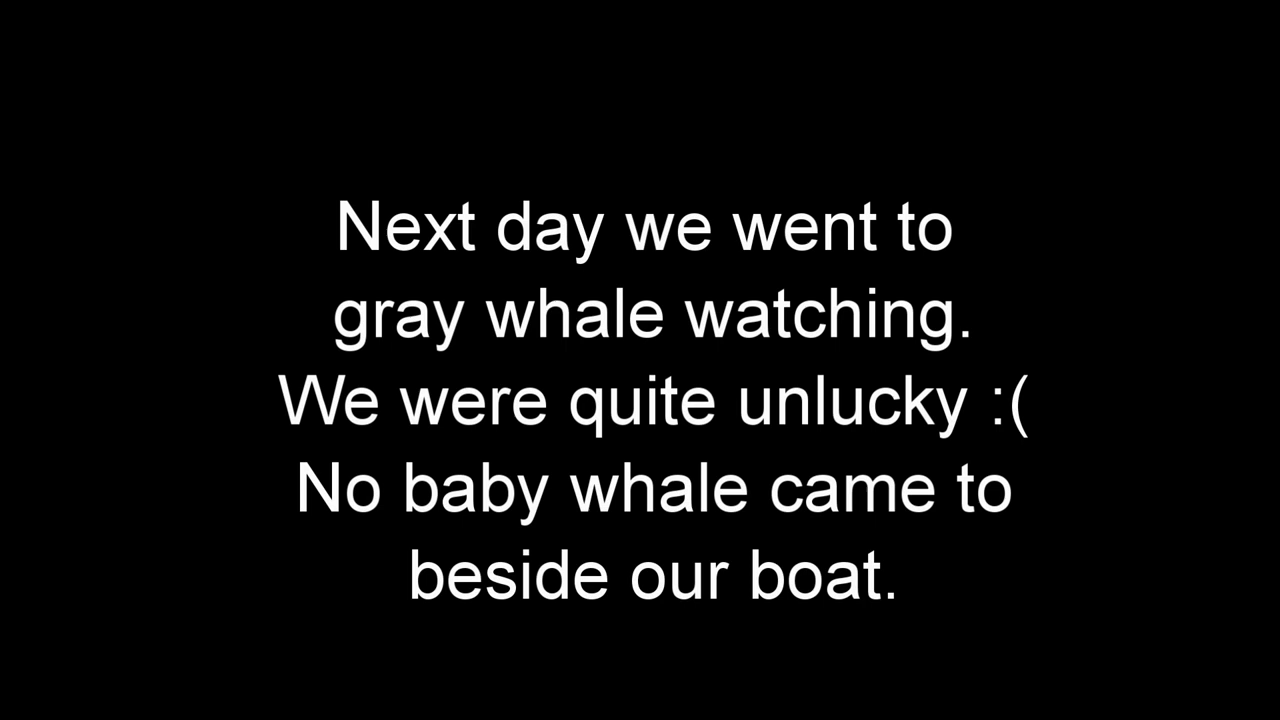 Next day we went to
gray whale watching.
We were quite unlucky :(
No baby whale came to
beside our boat.